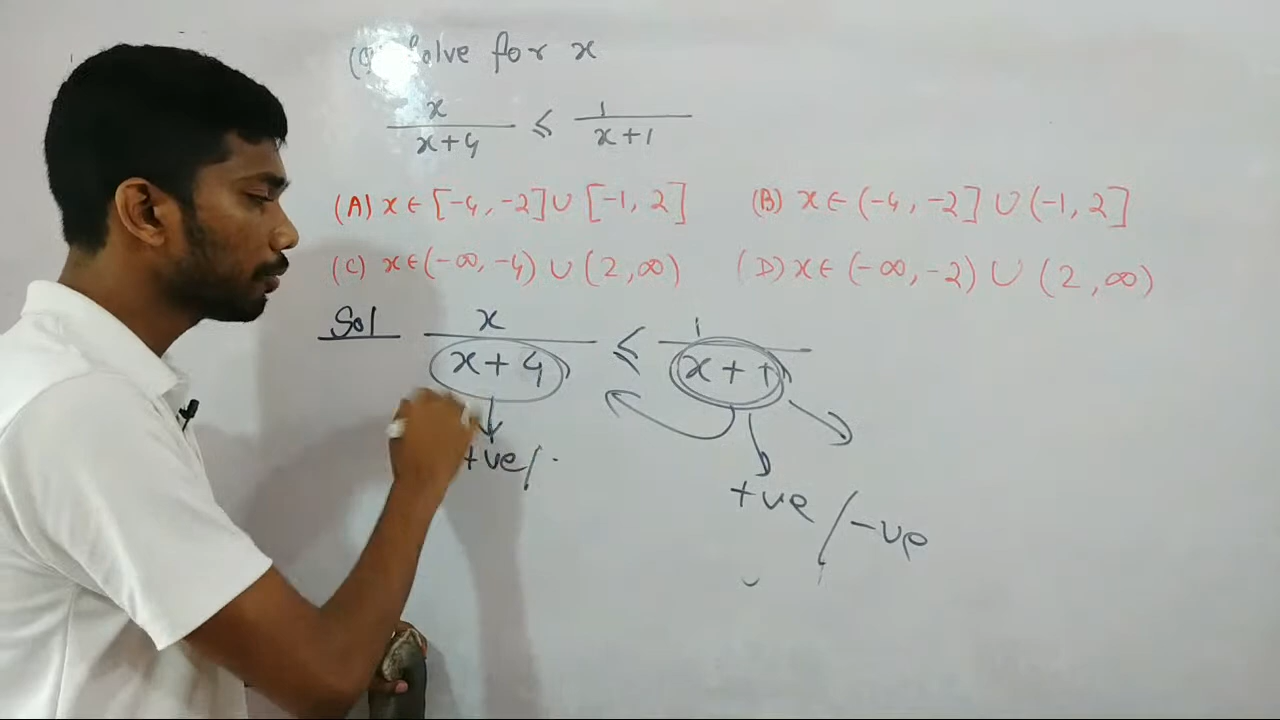 (Q) Solve for x
x/(x+4) ≤ 1/(x+1)
(A) x ∈ [-4, -2] ∪ [-1, 2] (B) x ∈ (-4, -2] ∪ (-1, 2]
(C) x ∈ (-∞, -4) ∪ (2, ∞) (D) x ∈ (-∞, -2) ∪ (2, ∞)
Sol x/(x+4) ≤ 1/(x+1)
+ve/
+ve/-ve